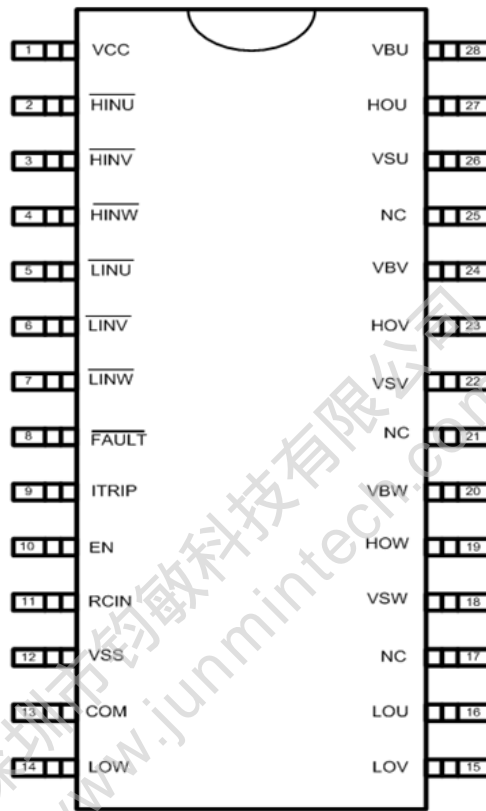 1 VCC VBU 28
2 HINU HOU 27
3 HINV VSU 26
4 HINW NC 25
5 LINU VBV 24
6 LINV HOV 23
7 LINW VSV 22
8 FAULT NC 21
9 ITRIP VBW 20
10 EN HOW 19
11 RCIN VSW 18
12 VSS NC 17
13 COM LOU 16
14 LOW LOV 15
深圳市钧敏科技有限公司
www.junmintech.com